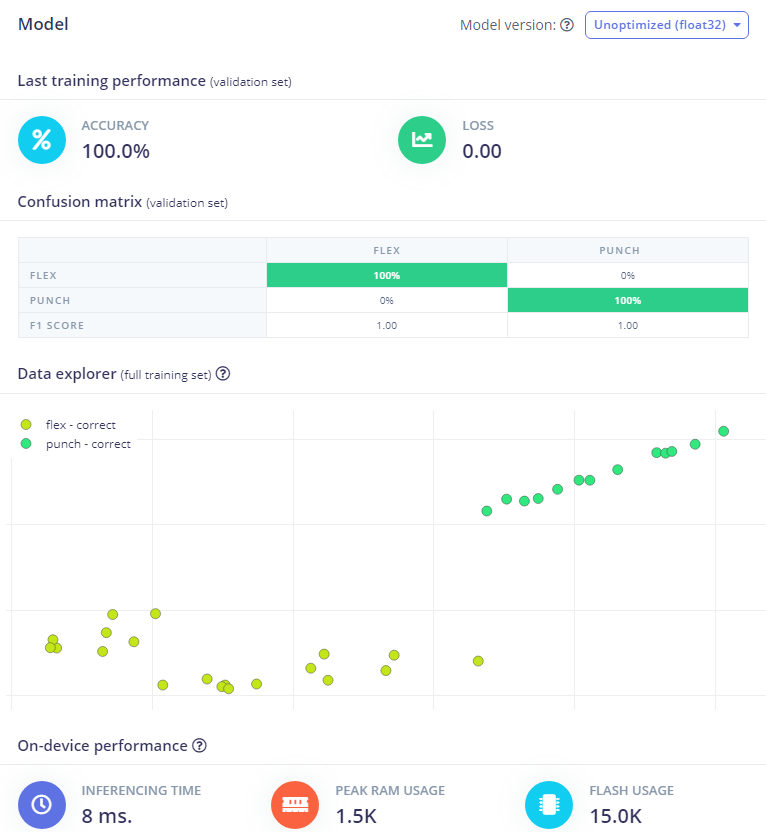 Model
Model version: Unoptimized (float32)
Last training performance (validation set)
ACCURACY
100.0%
LOSS
0.00
Confusion matrix (validation set)
FLEX PUNCH
FLEX 100% 0%
PUNCH 0% 100%
F1 SCORE 1.00 1.00
Data explorer (full training set) ?
flex - correct
punch - correct
On-device performance ?
INFERENCING TIME
8 ms.
PEAK RAM USAGE
1.5K
FLASH USAGE
15.0K